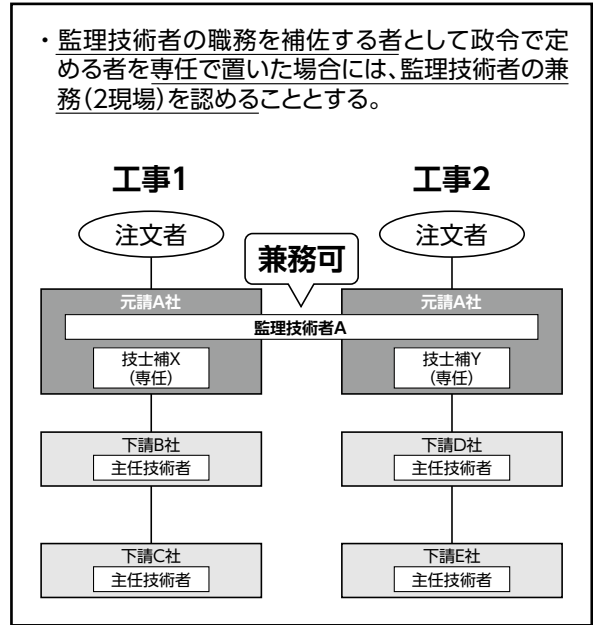 ・監理技術者の職務を補佐する者として政令で定
める者を専任で置いた場合には、監理技術者の兼
務(2現場)を認めることとする。
工事1
工事2
注文者
注文者
兼務可
元請A社
元請A社
監理技術者A
技士補X
(専任)
技士補Y
(専任)
下請B社
主任技術者
下請D社
主任技術者
下請C社
主任技術者
下請E社
主任技術者